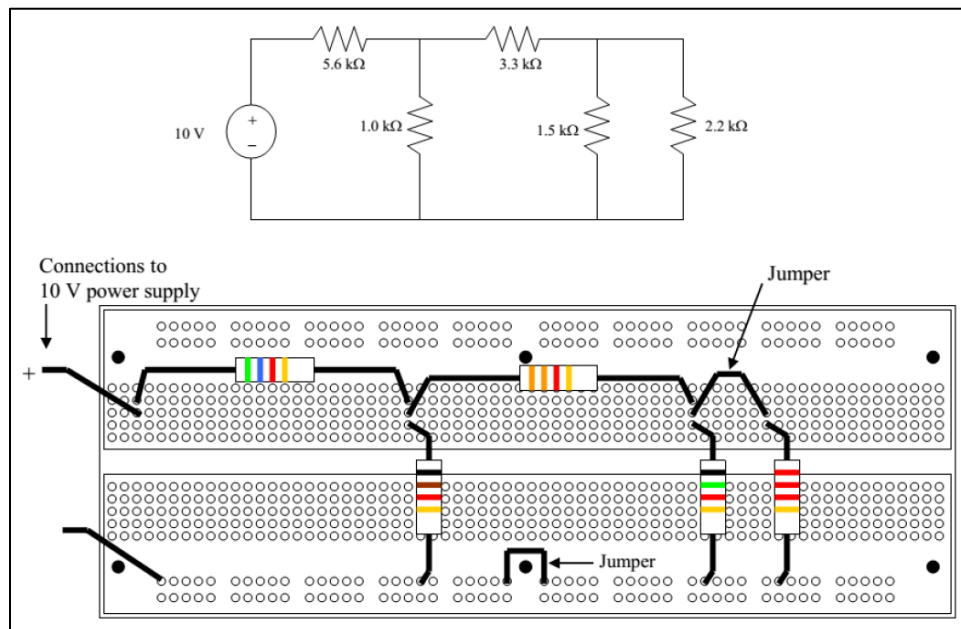 5.6 kΩ
3.3 kΩ
10 V
+
–
1.0 kΩ
1.5 kΩ
2.2 kΩ
Connections to
10 V power supply
Jumper
+
Jumper